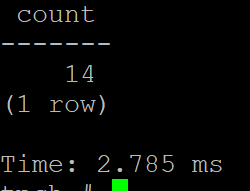 count
-------
14
(1 row)
Time: 2.785 ms